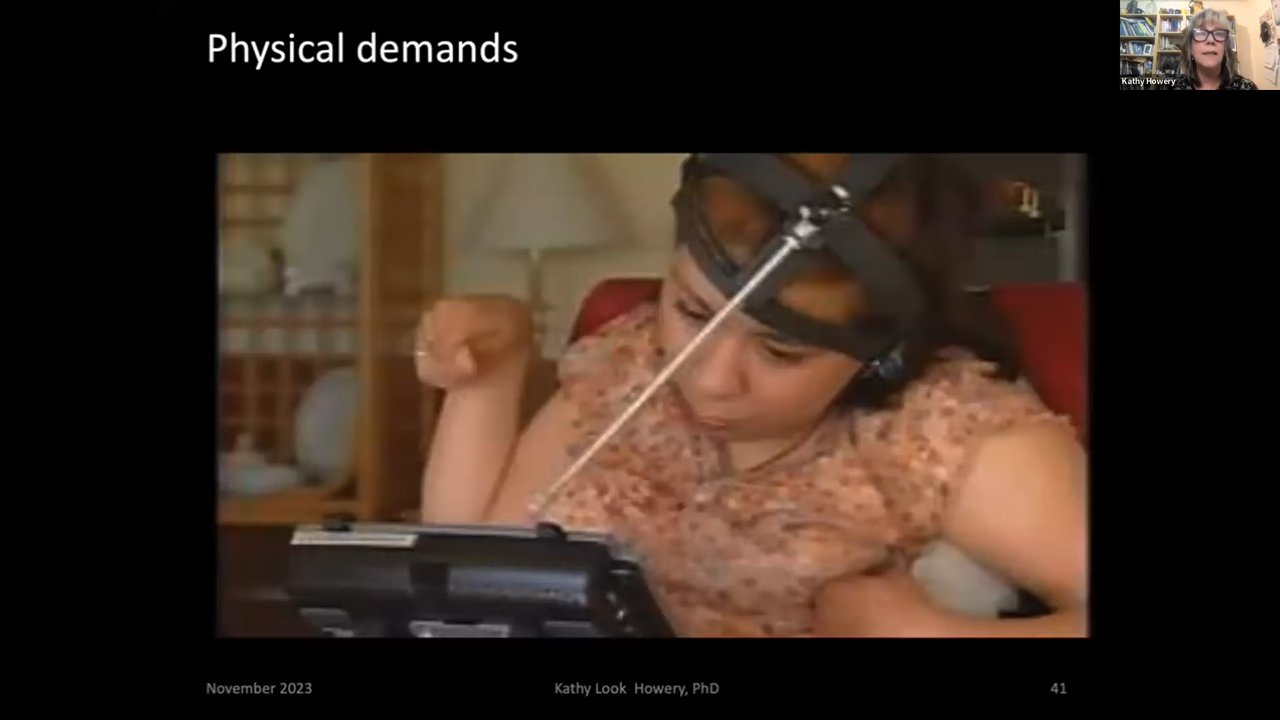 Physical demands
Kathy Howery
November 2023
Kathy Look Howery, PhD
41